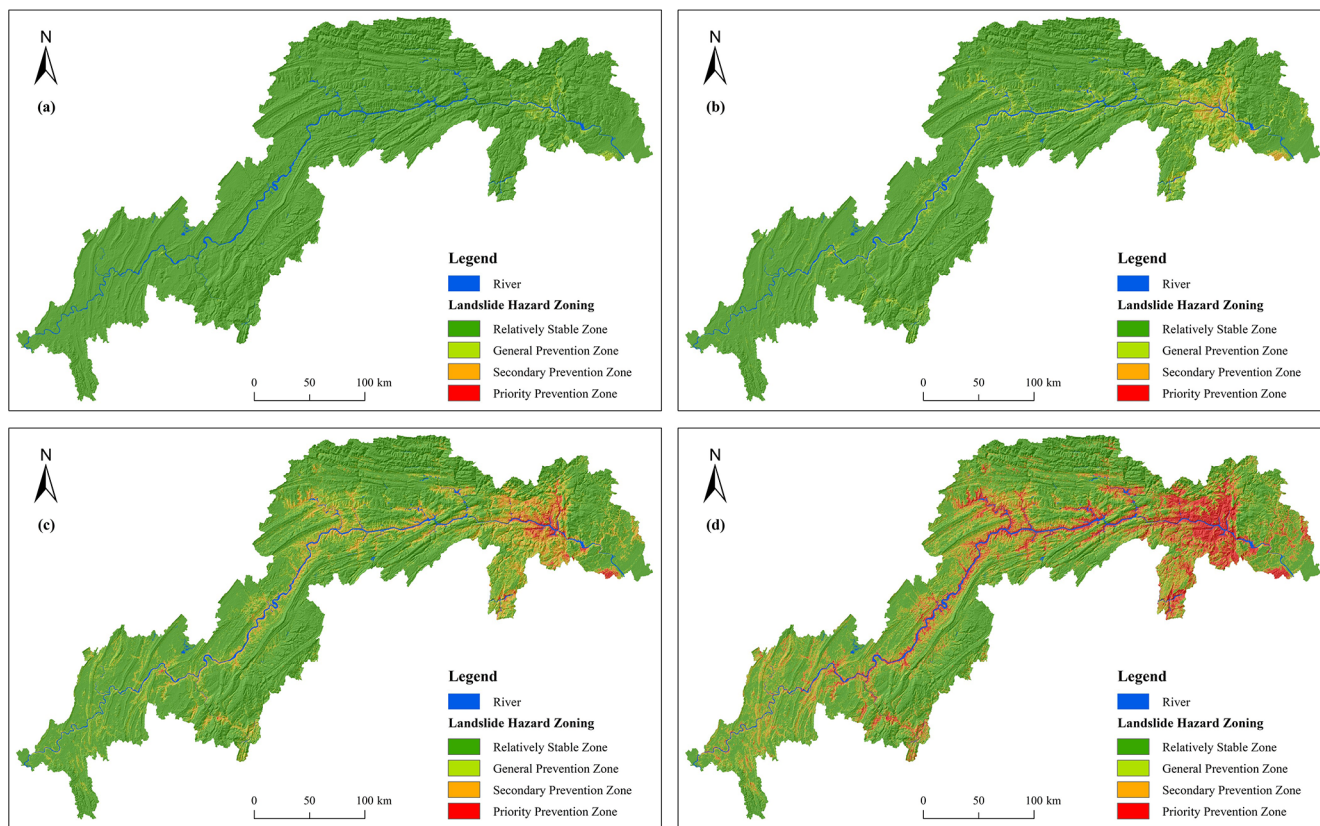 N
(a)
Legend
River
Landslide Hazard Zoning
Relatively Stable Zone
General Prevention Zone
Secondary Prevention Zone
Priority Prevention Zone
0 50 100 km
N
(b)
Legend
River
Landslide Hazard Zoning
Relatively Stable Zone
General Prevention Zone
Secondary Prevention Zone
Priority Prevention Zone
0 50 100 km
N
(c)
Legend
River
Landslide Hazard Zoning
Relatively Stable Zone
General Prevention Zone
Secondary Prevention Zone
Priority Prevention Zone
0 50 100 km
N
(d)
Legend
River
Landslide Hazard Zoning
Relatively Stable Zone
General Prevention Zone
Secondary Prevention Zone
Priority Prevention Zone
0 50 100 km